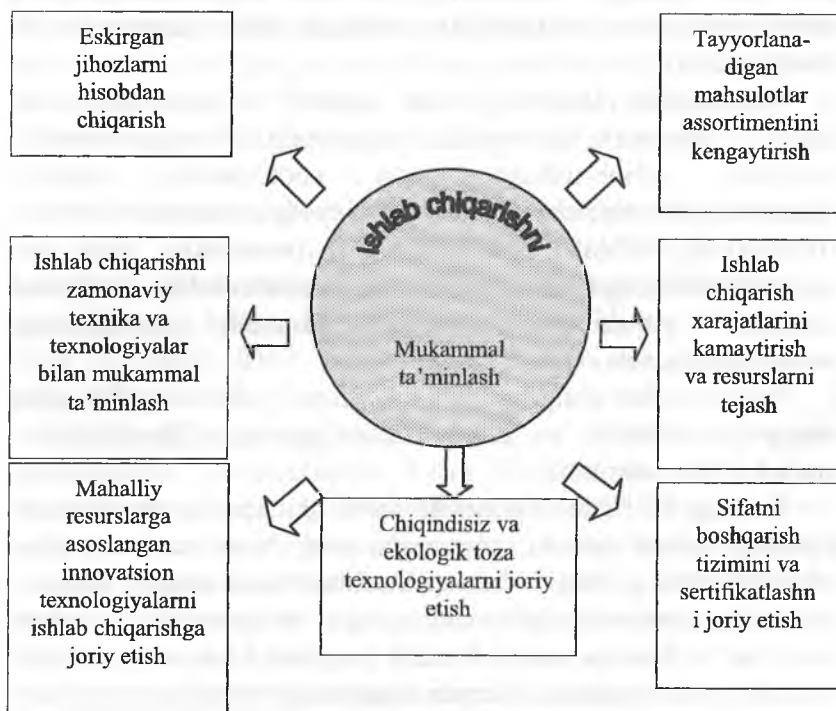 Eskirgan
jihozlarni
hisobdan
chiqarish
Tayyorlana-
digan
mahsulotlar
assortimentini
kengaytirish
Ishlab chiqarishni
Mukammal
ta’minlash
Ishlab chiqarishni
zamonaviy
texnika va
texnologiyalar
bilan mukammal
ta’minlash
Ishlab
chiqarish
xarajatlarini
kamaytirish
va resurslarni
tejash
Mahalliy
resurslarga
asoslangan
innovatsion
texnologiyalarni
ishlab chiqarishga
joriy etish
Chiqindisiz va
ekologik toza
texnologiyalarni joriy
etish
Sifatni
boshqarish
tizimini va
sertifikatlashn
i joriy etish